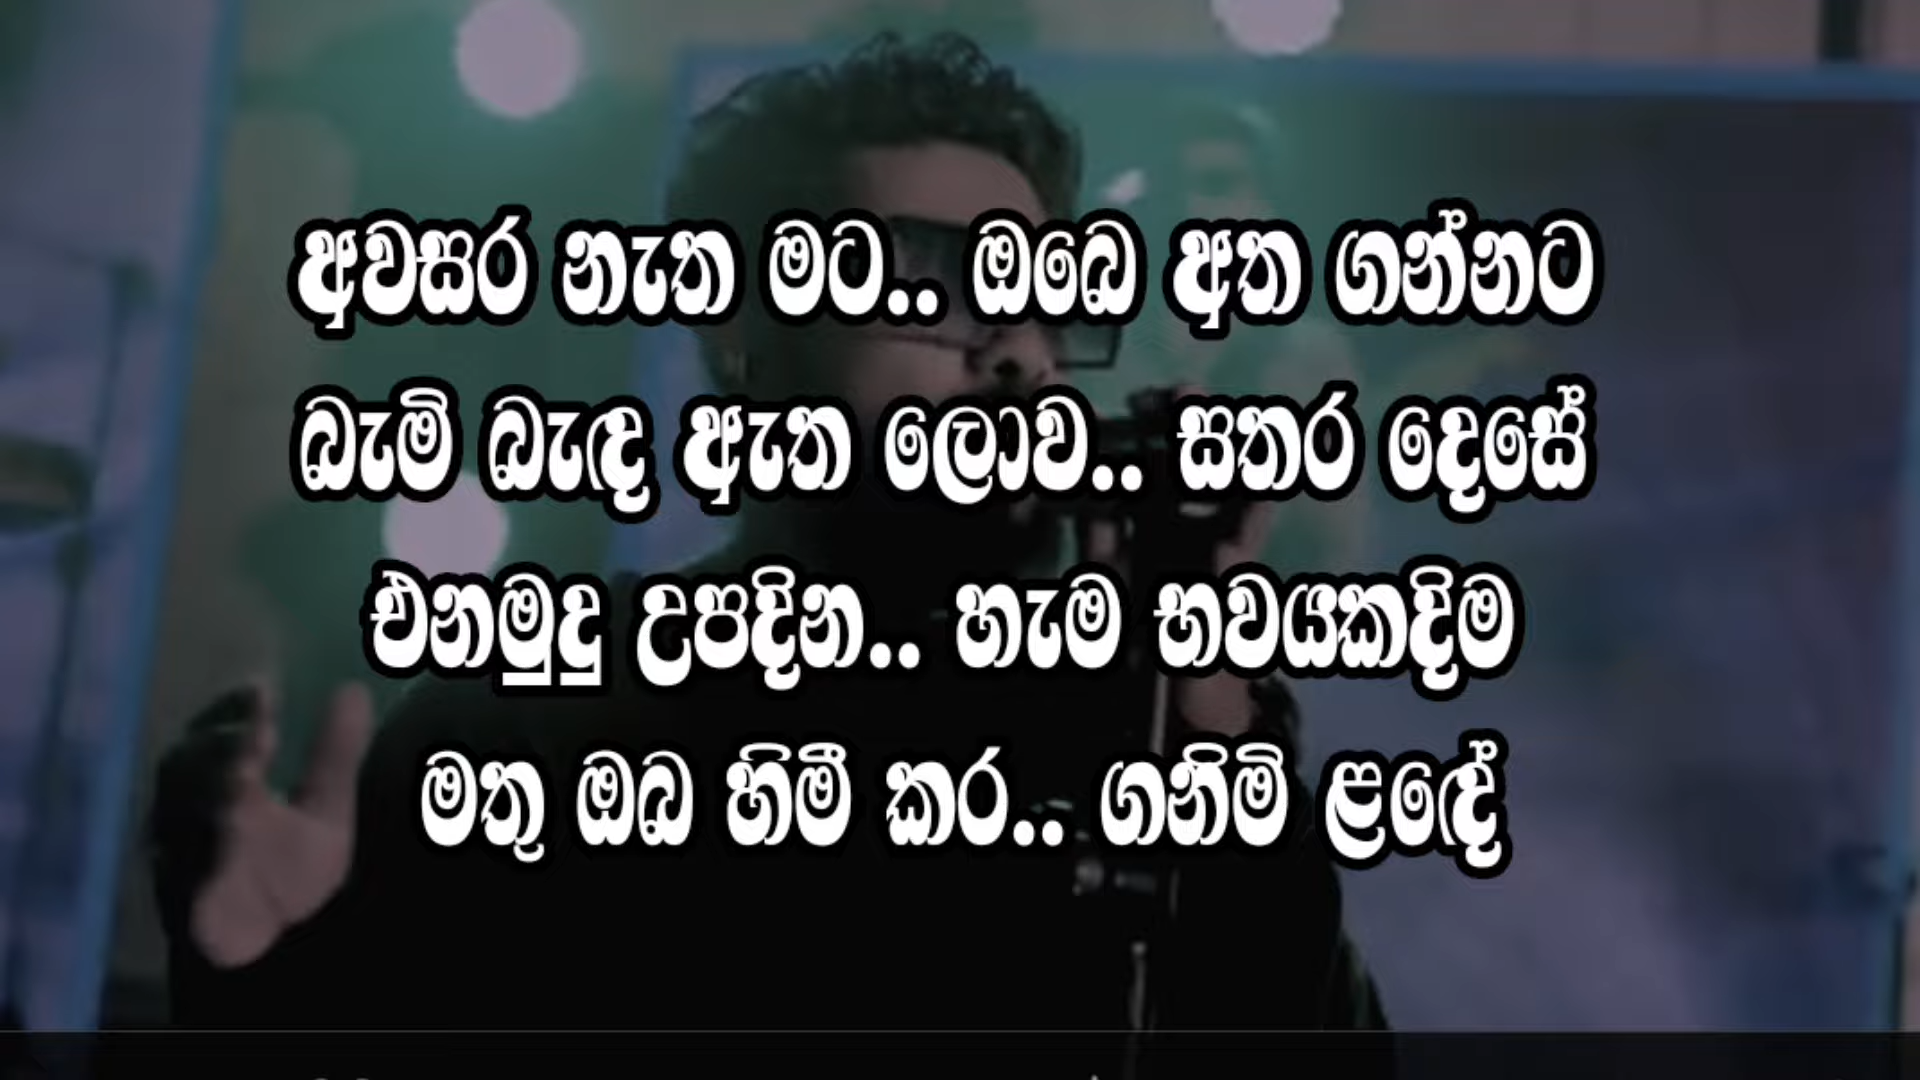 අවසර නැත මට.. ඔබෙ අත ගන්නට
බැමි බැඳ ඇත ලොව.. සතර දෙසේ
එනමුදු උපදින.. හැම භවයකදිම
මතු ඔබ හිමී කර.. ගනිමි ළඳේ